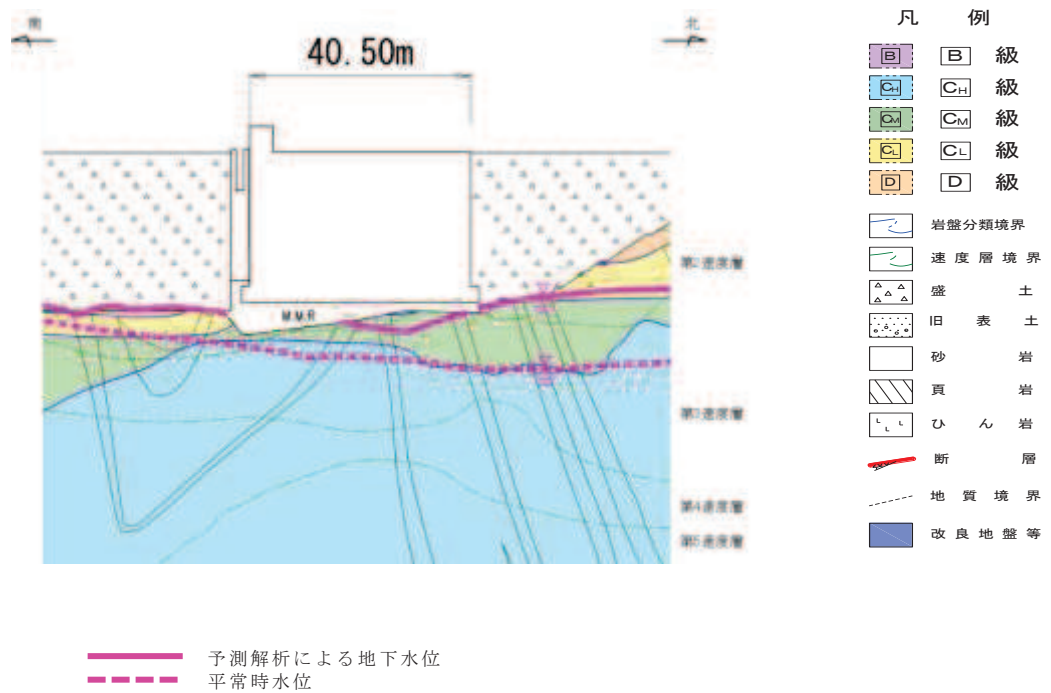 南
北
40.50m
M M R
第2速度層
第3速度層
第4速度層
第5速度層
凡 例
B B 級
CH CH 級
CM CM 級
CL CL 級
D D 級
岩盤分類境界
速度層境界
盛土
旧表土
砂岩
頁岩
ひん岩
断層
地質境界
改良地盤等
予測解析による地下水位
平常時水位